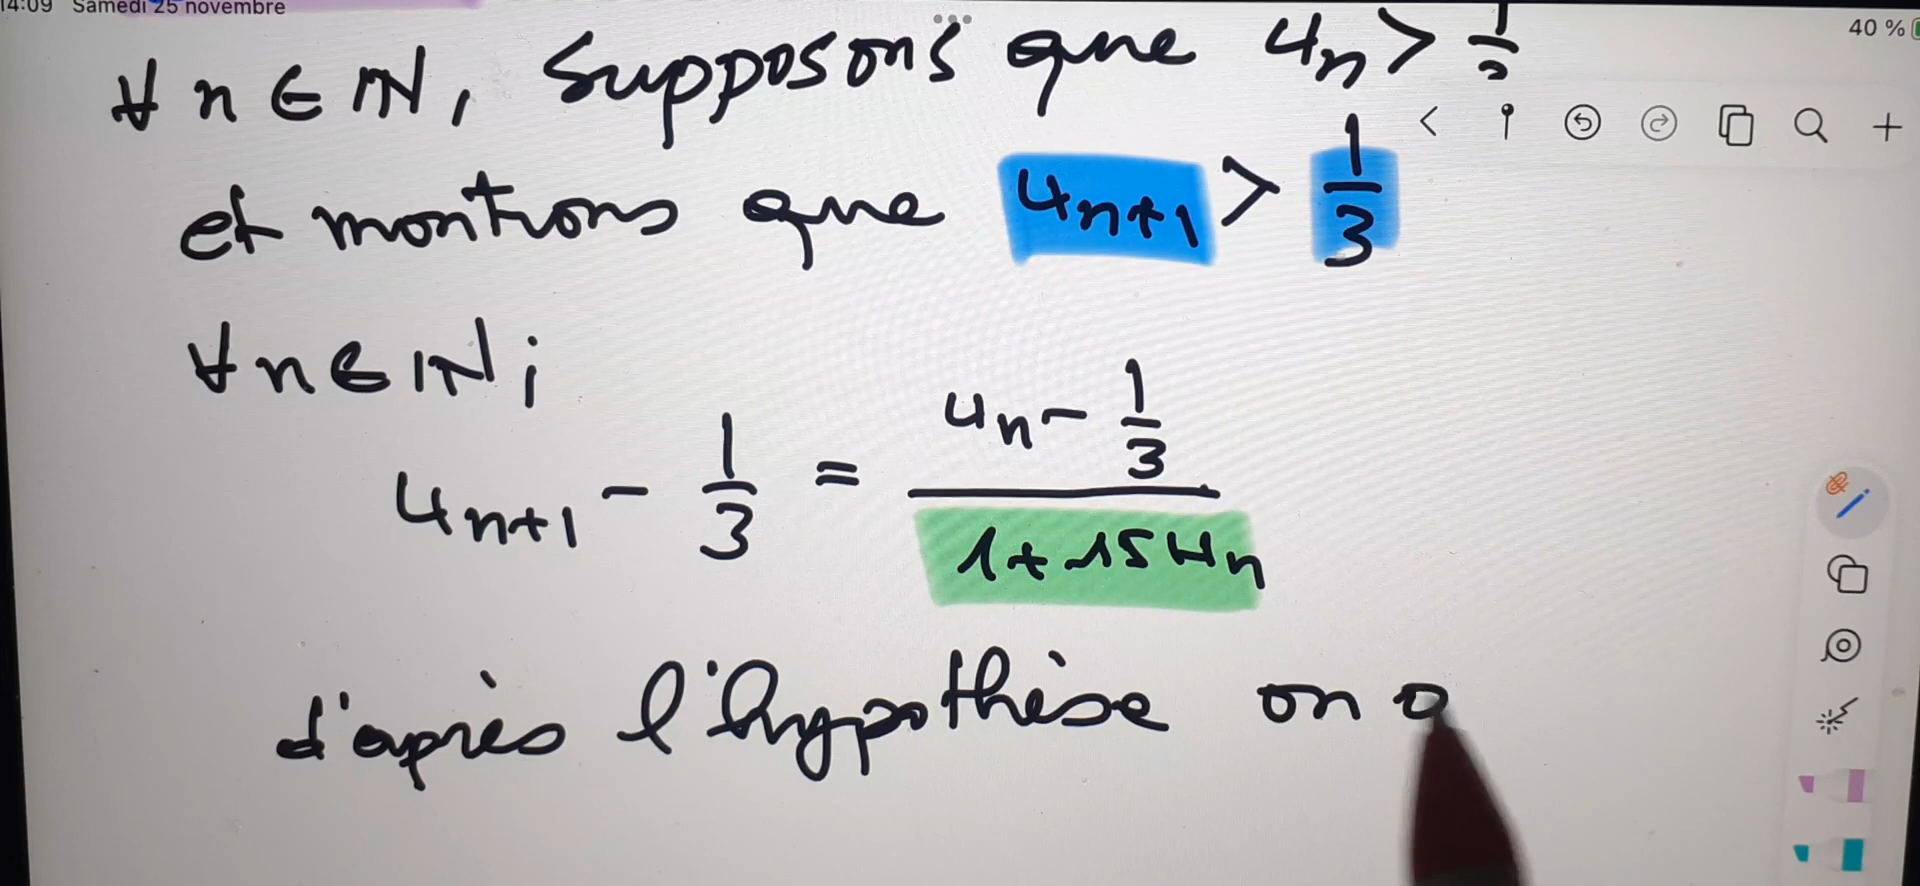 14:09 Samedi 25 novembre
40 %
∀ n ∈ ℕ, Supposons que Un > 1/3
et montrons que Un+1 > 1/3
∀ n ∈ ℕ ;
Un+1 - 1/3 = (Un - 1/3) / (1 + 15Un)
d'après l'hypothèse on a